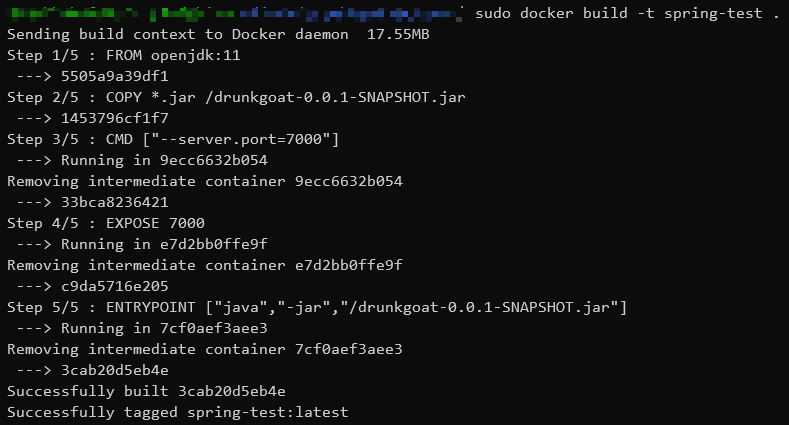 sudo docker build -t spring-test .
Sending build context to Docker daemon  17.55MB
Step 1/5 : FROM openjdk:11
 ---> 5505a9a39df1
Step 2/5 : COPY *.jar /drunkgoat-0.0.1-SNAPSHOT.jar
 ---> 1453796cf1f7
Step 3/5 : CMD ["--server.port=7000"]
 ---> Running in 9ecc6632b054
Removing intermediate container 9ecc6632b054
 ---> 33bca8236421
Step 4/5 : EXPOSE 7000
 ---> Running in e7d2bb0ffe9f
Removing intermediate container e7d2bb0ffe9f
 ---> c9da5716e205
Step 5/5 : ENTRYPOINT ["java","-jar","/drunkgoat-0.0.1-SNAPSHOT.jar"]
 ---> Running in 7cf0aef3aee3
Removing intermediate container 7cf0aef3aee3
 ---> 3cab20d5eb4e
Successfully built 3cab20d5eb4e
Successfully tagged spring-test:latest